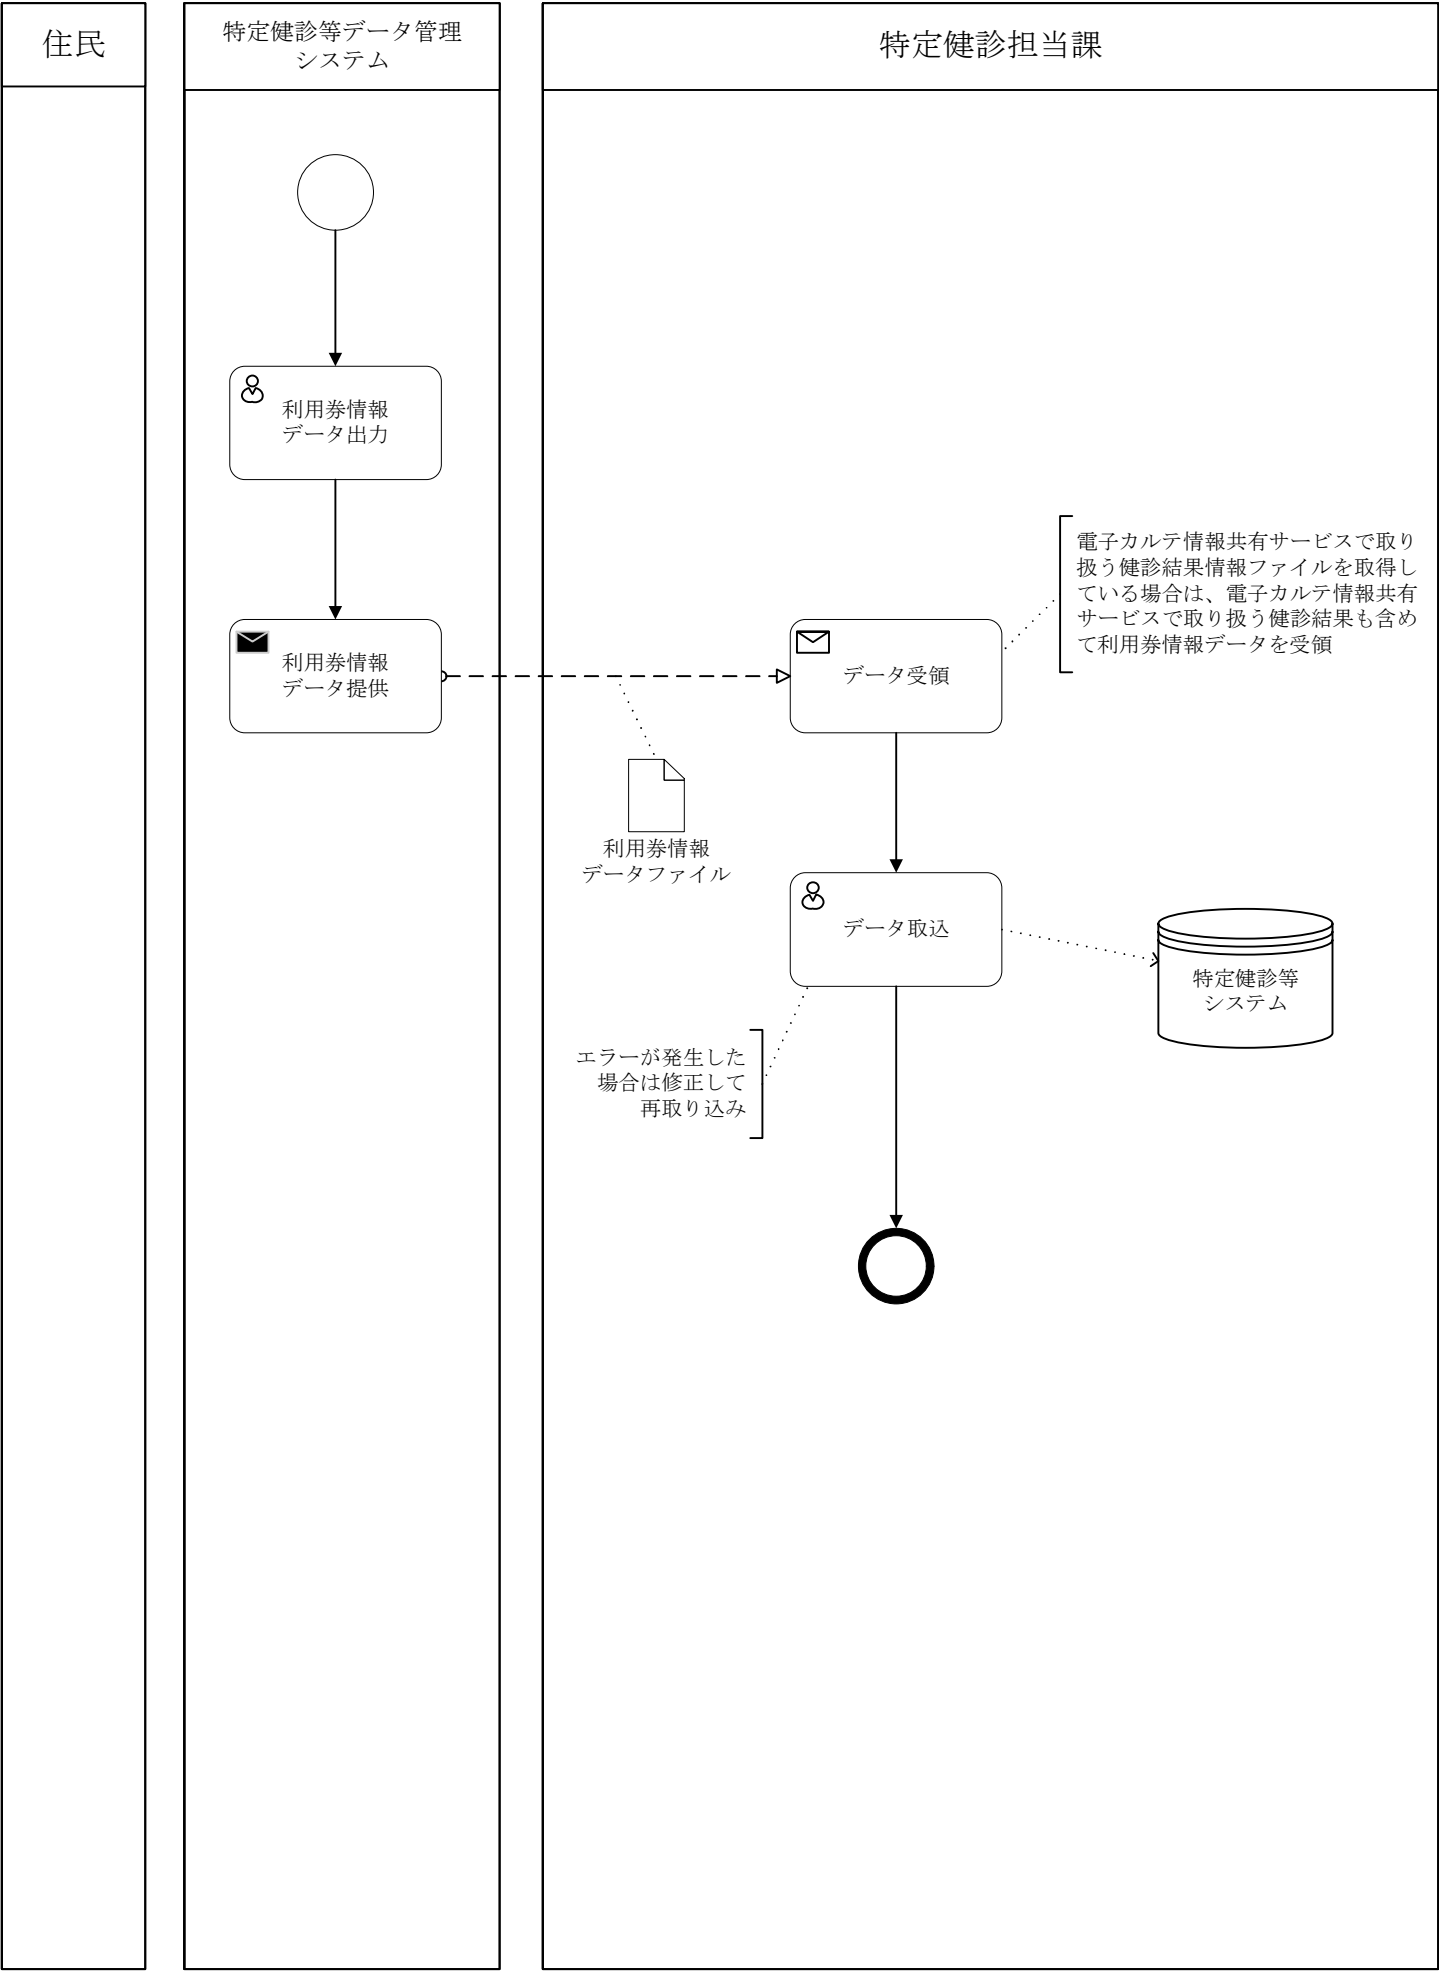 住民
特定健診等データ管理
システム
特定健診担当課
利用券情報
データ出力
利用券情報
データ提供
データ受領
電子カルテ情報共有サービスで取り
扱う健診結果情報ファイルを取得し
ている場合は、電子カルテ情報共有
サービスで取り扱う健診結果も含め
て利用券情報データを受領
利用券情報
データファイル
データ取込
特定健診等
システム
エラーが発生した
場合は修正して
再取り込み